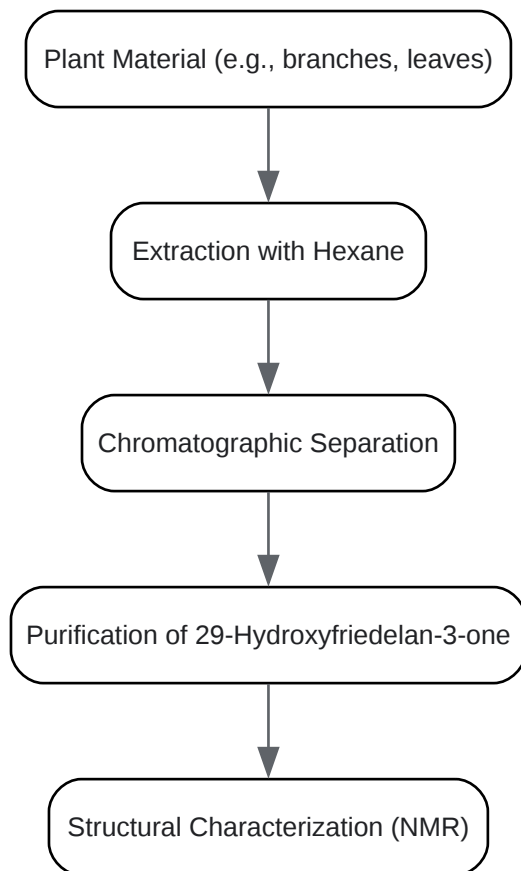 Plant Material (e.g., branches, leaves)
Extraction with Hexane
Chromatographic Separation
Purification of 29-Hydroxyfriedelan-3-one
Structural Characterization (NMR)